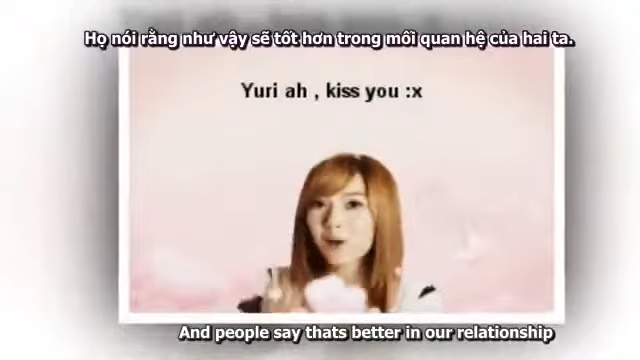 Họ nói rằng như vậy sẽ tốt hơn trong mối quan hệ của hai ta.
Yuri ah , kiss you :x
And people say thats better in our relationship